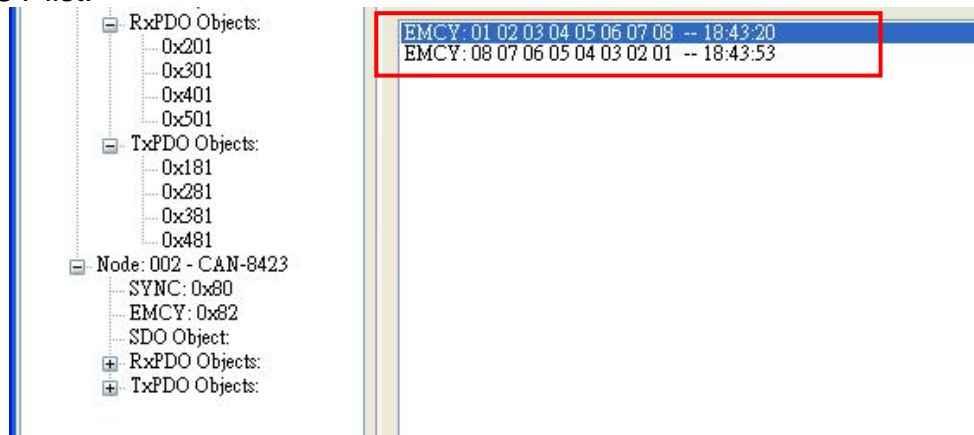 RxPDO Objects:
0x201
0x301
0x401
0x501
TxPDO Objects:
0x181
0x281
0x381
0x481
Node: 002 - CAN-8423
SYNC: 0x80
EMCY: 0x82
SDO Object:
RxPDO Objects:
TxPDO Objects:
EMCY: 01 02 03 04 05 06 07 08 -- 18:43:20
EMCY: 08 07 06 05 04 03 02 01 -- 18:43:53